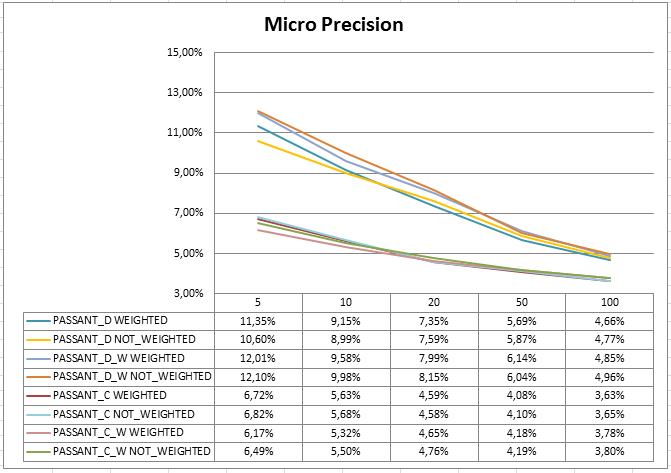 Micro Precision
15,00%
13,00%
11,00%
9,00%
7,00%
5,00%
3,00%
5 10 20 50 100
PASSANT_D WEIGHTED 11,35% 9,15% 7,35% 5,69% 4,66%
PASSANT_D NOT_WEIGHTED 10,60% 8,99% 7,59% 5,87% 4,77%
PASSANT_D_W WEIGHTED 12,01% 9,58% 7,99% 6,14% 4,85%
PASSANT_D_W NOT_WEIGHTED 12,10% 9,98% 8,15% 6,04% 4,96%
PASSANT_C WEIGHTED 6,72% 5,63% 4,59% 4,08% 3,63%
PASSANT_C NOT_WEIGHTED 6,82% 5,68% 4,58% 4,10% 3,65%
PASSANT_C_W WEIGHTED 6,17% 5,32% 4,65% 4,18% 3,78%
PASSANT_C_W NOT_WEIGHTED 6,49% 5,50% 4,76% 4,19% 3,80%